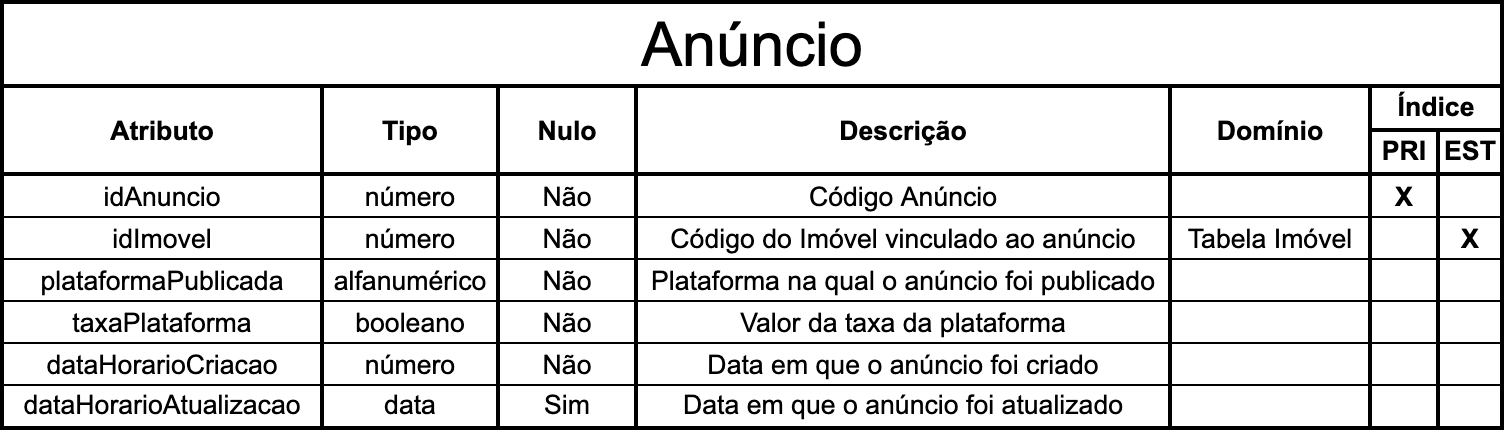 Anúncio
Atributo Tipo Nulo Descrição Domínio Índice
PRI EST
idAnuncio número Não Código Anúncio X
idImovel número Não Código do Imóvel vinculado ao anúncio Tabela Imóvel X
plataformaPublicada alfanumérico Não Plataforma na qual o anúncio foi publicado
taxaPlataforma booleano Não Valor da taxa da plataforma
dataHorarioCriacao número Não Data em que o anúncio foi criado
dataHorarioAtualizacao data Sim Data em que o anúncio foi atualizado